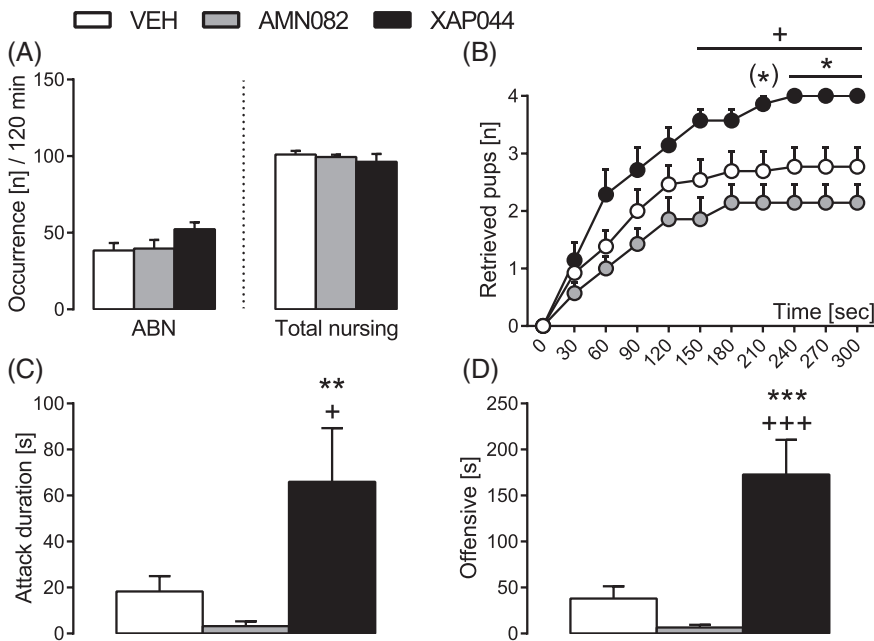 VEH AMN082 XAP044
(A)
150
100
50
0
Occurrence [n] / 120 min
ABN Total nursing
(B)
+
(*) *
4
3
2
1
0
Retrieved pups [n]
Time [sec]
0 30 60 90 120 150 180 210 240 270 300
(C)
**
+
100
80
60
40
20
0
Attack duration [s]
(D)
***
+++
250
200
150
100
50
0
Offensive [s]